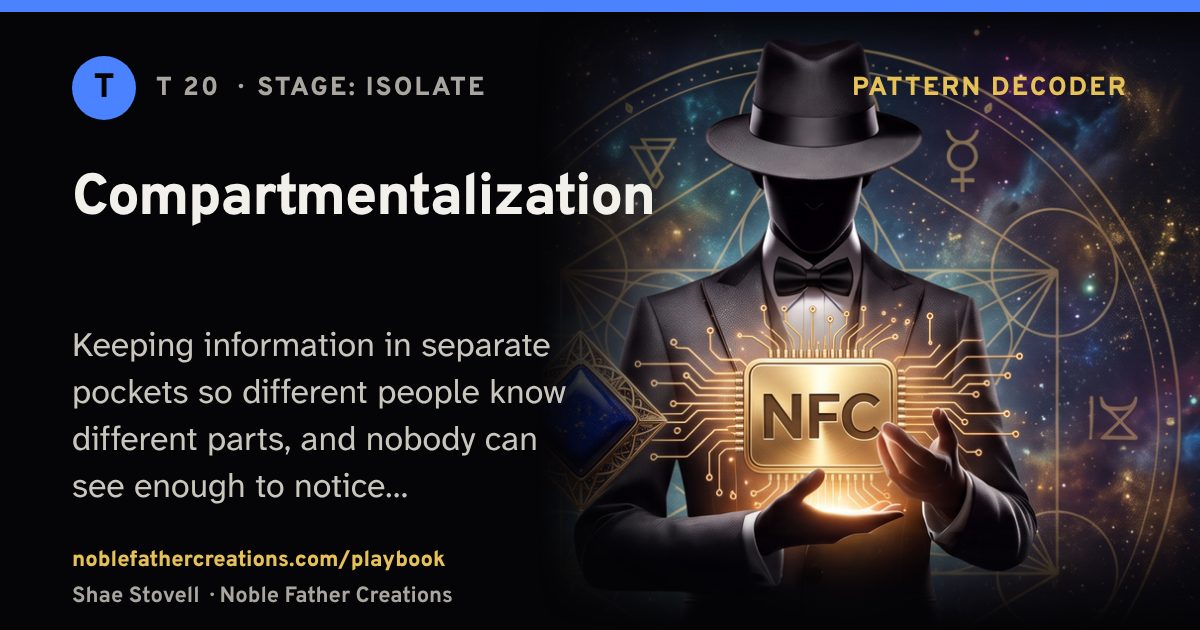 T
T 20 · STAGE: ISOLATE
PATTERN DECODER
Compartmentalization
Keeping information in separate
pockets so different people know
different parts, and nobody can
see enough to notice...
NFC
noblefathercreations.com/playbook
Shae Stovell · Noble Father Creations